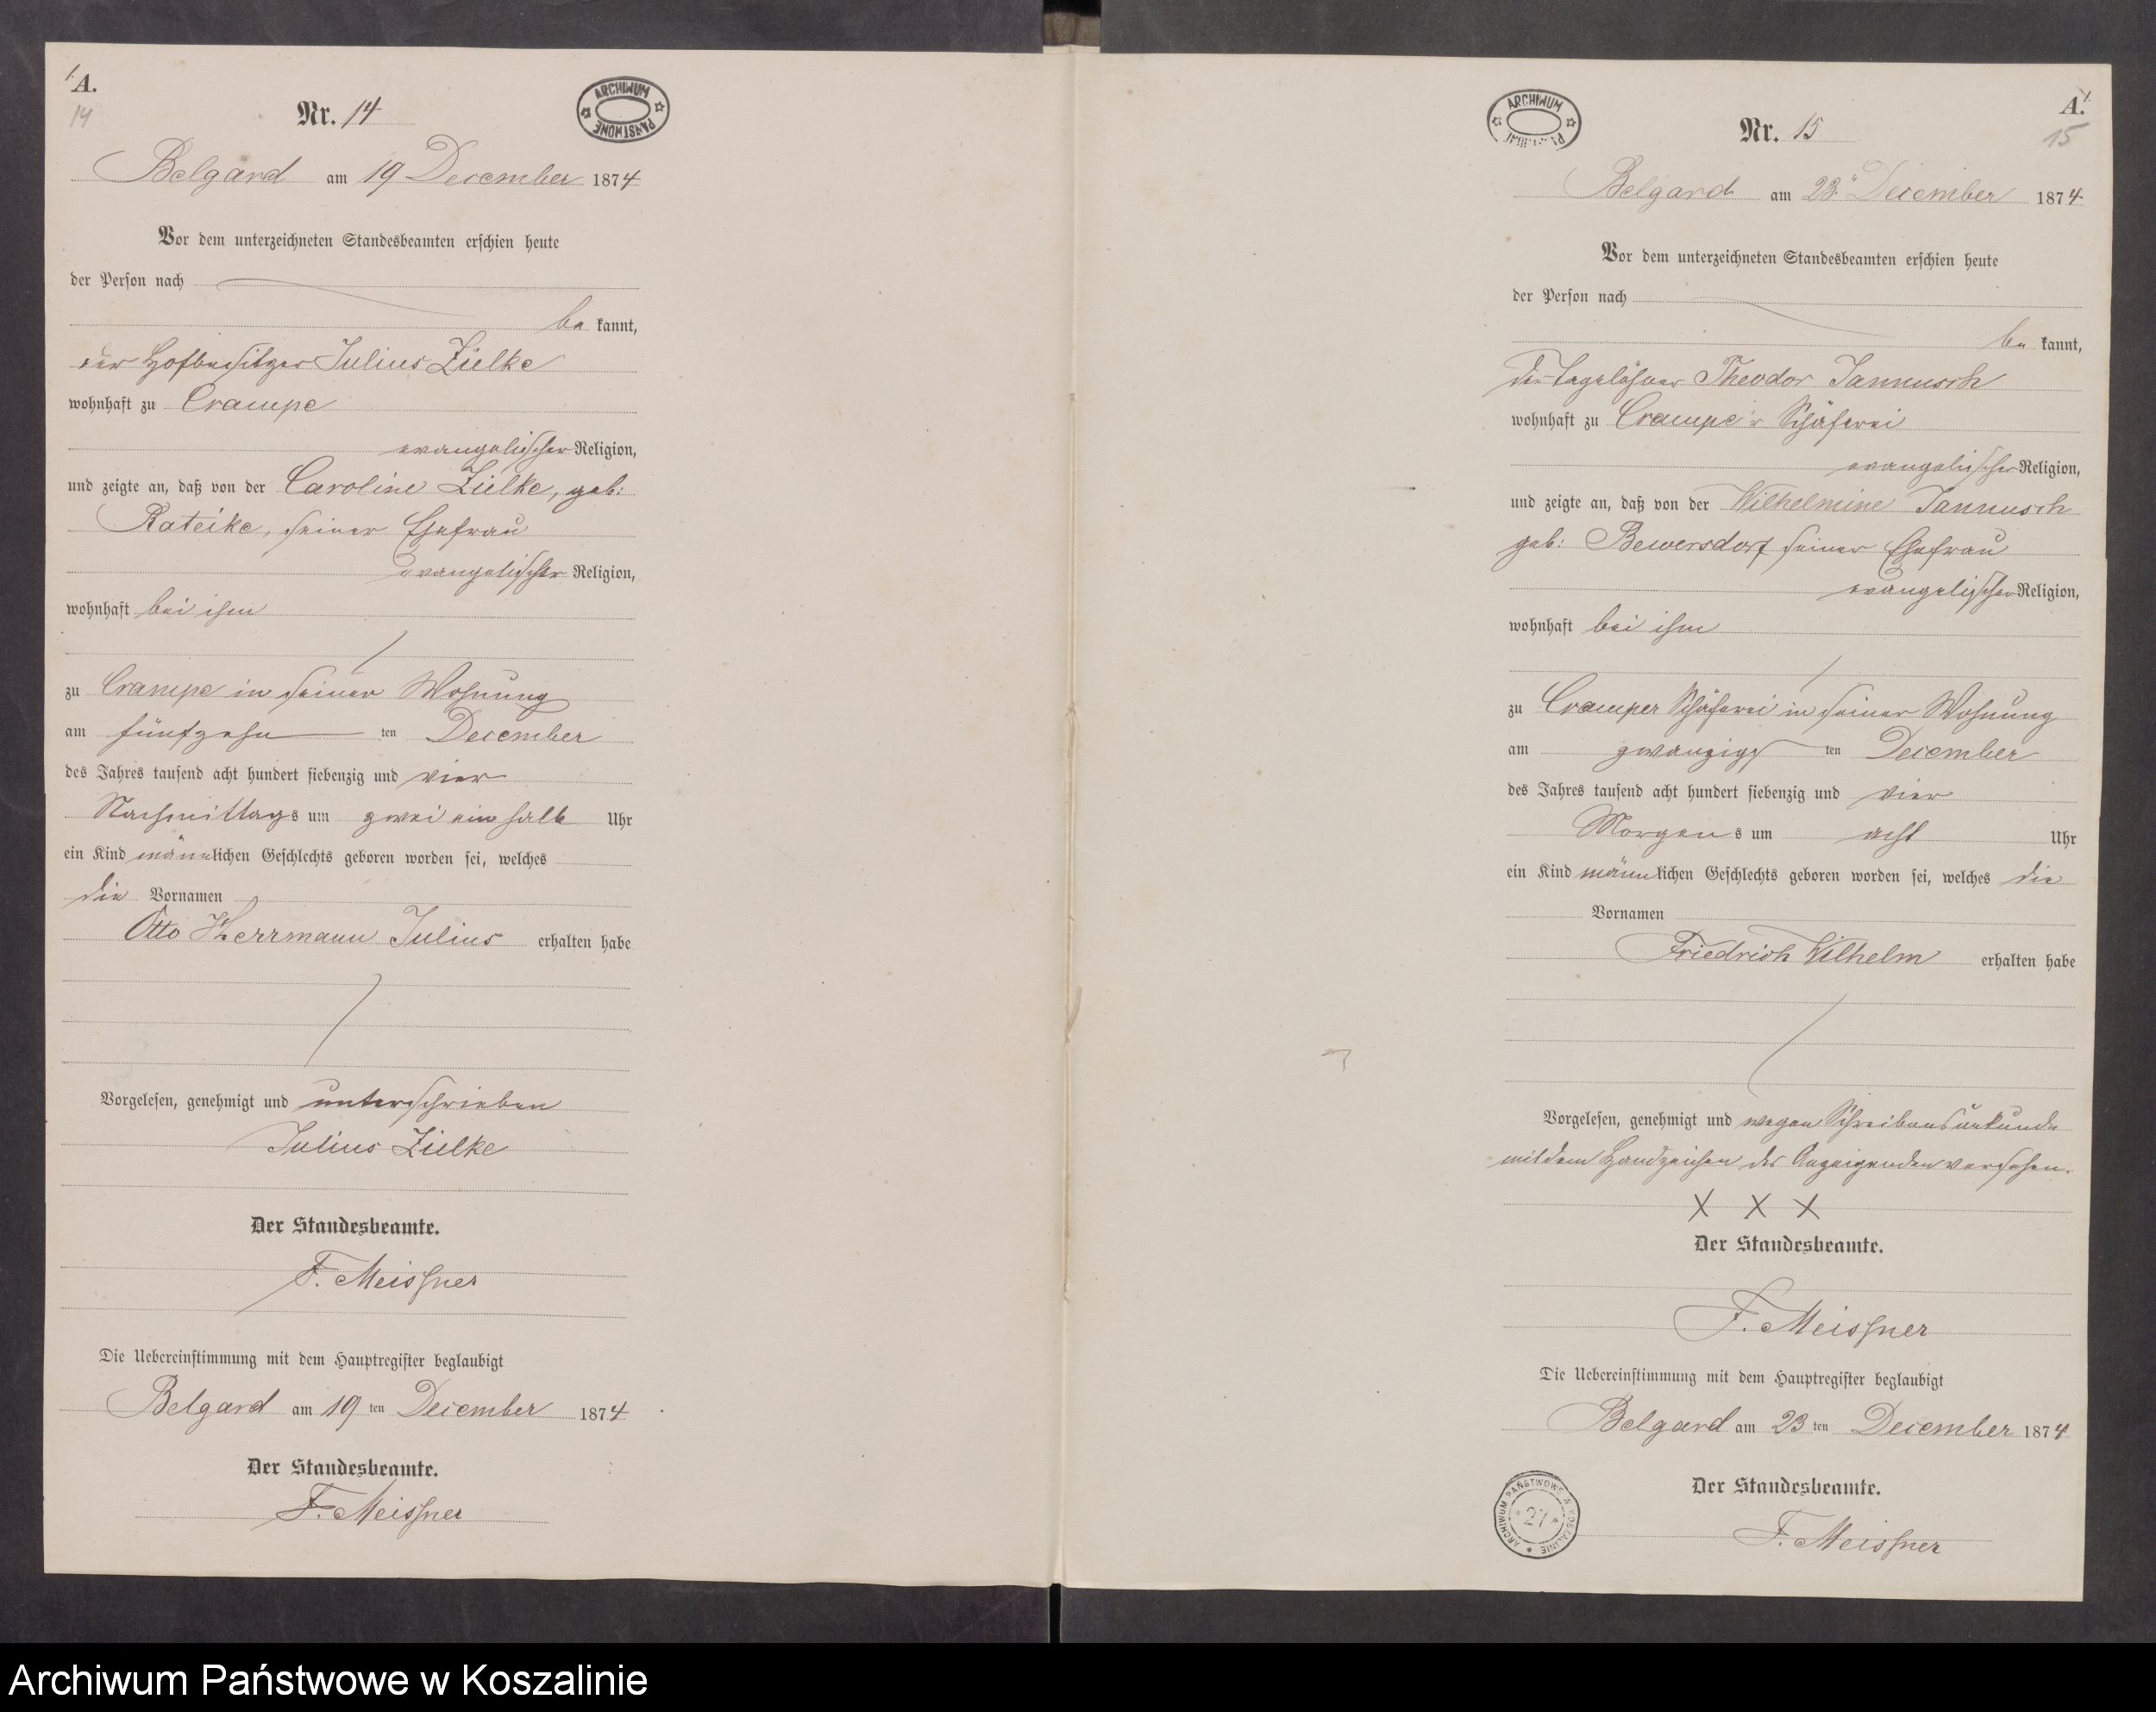 A.
14
Nr. 14
ARCHIWUM PAŃSTWOWE
Belgard am 19 December 1874
Vor dem unterzeichneten Standesbeamten erschien heute
der Person nach
be kannt,
der Hofbesitzer Julius Zielke
wohnhaft zu Crampe
evangelischer Religion,
und zeigte an, daß von der Caroline Zielke, geb:
Rateike, seiner Ehefrau
evangelischer Religion,
wohnhaft bei ihm
zu Crampe in seiner Wohnung
am fünfzehn ten December
des Jahres tausend acht hundert siebenzig und vier
Nachmittags um zwei ein halb Uhr
ein Kind männlichen Geschlechts geboren worden sei, welches
die Vornamen
Otto Herrmann Julius erhalten habe
Vorgelesen, genehmigt und unterschrieben
Julius Zielke
Der Standesbeamte.
F. Meissner
Die Uebereinstimmung mit dem Hauptregister beglaubigt
Belgard am 19 ten December 1874
Der Standesbeamte.
F. Meissner
A.
15
Nr. 15
ARCHIWUM
Belgard am 23. December 1874
Vor dem unterzeichneten Standesbeamten erschien heute
der Person nach
be kannt,
der Tagelöhner Theodor Jannusch
wohnhaft zu Crampe'r Schäferei
evangelischer Religion,
und zeigte an, daß von der Wilhelmine Jannusch
geb: Bewersdorf seiner Ehefrau
evangelischer Religion,
wohnhaft bei ihm
zu Cramper Schäferei in seiner Wohnung
am zwanzigs ten December
des Jahres tausend acht hundert siebenzig und vier
Morgens um acht Uhr
ein Kind männlichen Geschlechts geboren worden sei, welches die
Vornamen
Friedrich Wilhelm erhalten habe
Vorgelesen, genehmigt und wegen Schreibensunkunde
mit dem Handzeichen des Anzeigenden versehen.
X X X
Der Standesbeamte.
F. Meissner
Die Uebereinstimmung mit dem Hauptregister beglaubigt
Belgard am 23 ten December 1874
Der Standesbeamte.
F. Meissner
ARCHIWUM PAŃSTWOWE W KOSZALINIE
27
Archiwum Państwowe w Koszalinie